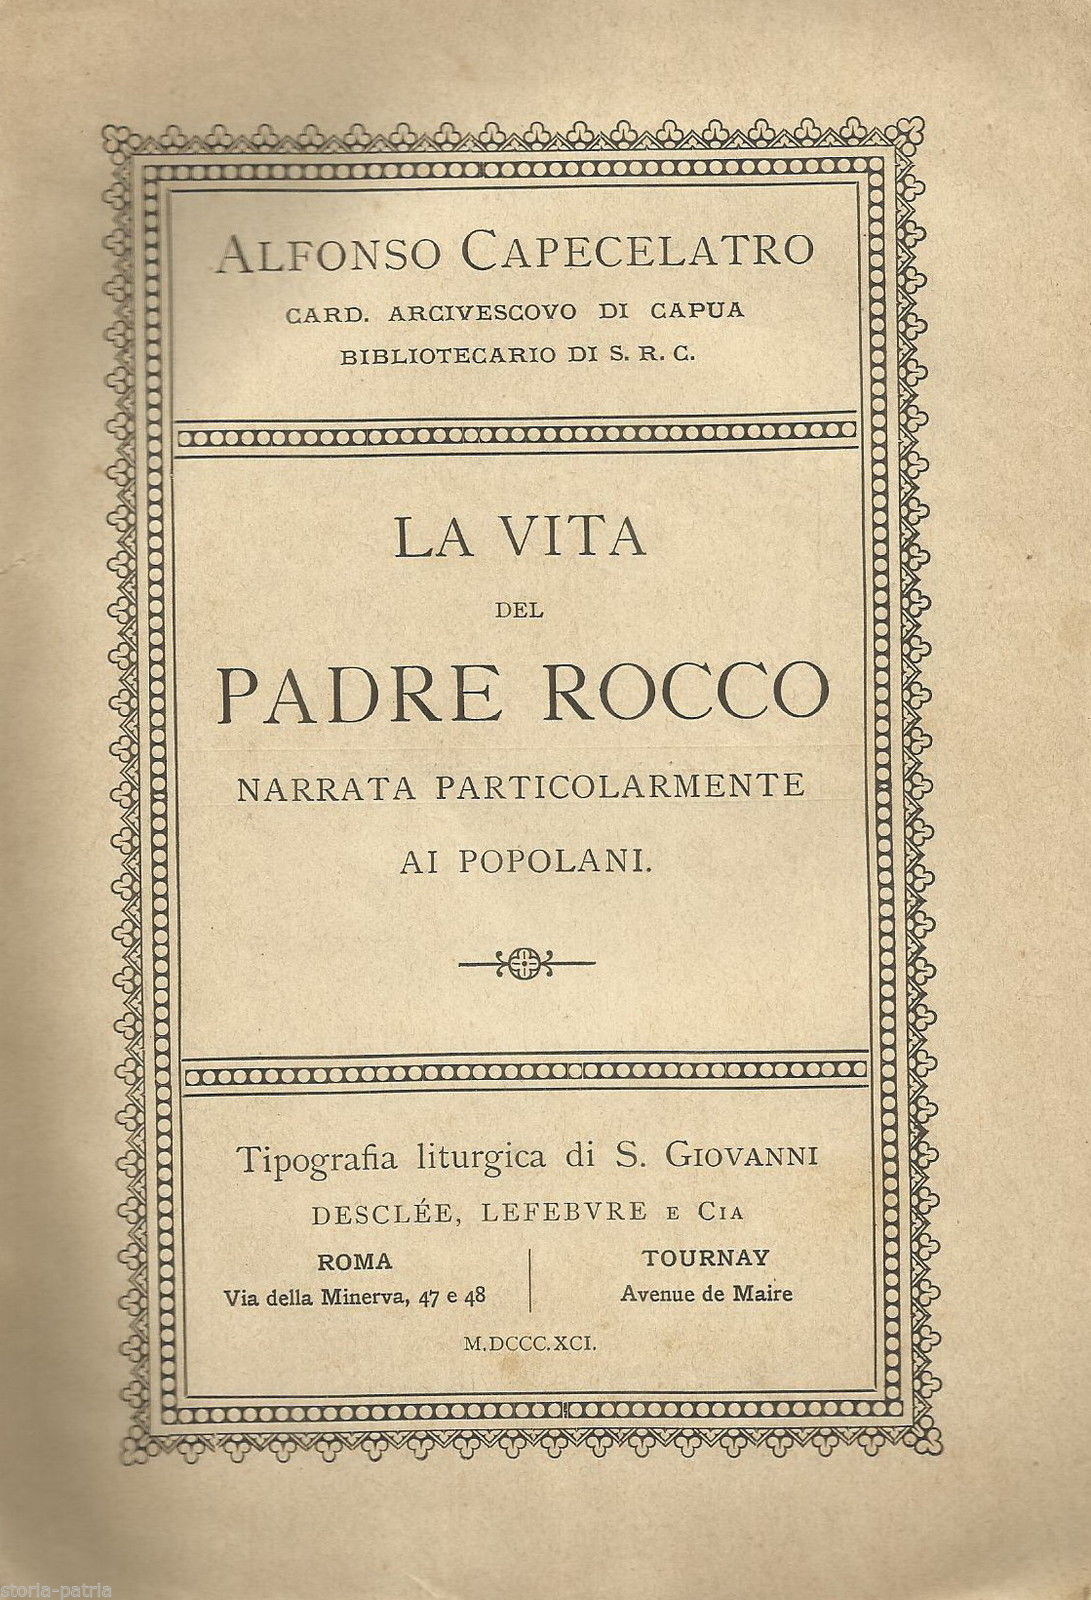 ALFONSO CAPECELATRO
CARD. ARCIVESCOVO DI CAPUA
BIBLIOTECARIO DI S. R. C.
LA VITA
DEL
PADRE ROCCO
NARRATA PARTICOLARMENTE
AI POPOLANI.
Tipografia liturgica di S. GIOVANNI
DESCLÉE, LEFEBVRE E CIA
ROMA
Via della Minerva, 47 e 48
TOURNAY
Avenue de Maire
M.DCCC.XCI.
storia-patria